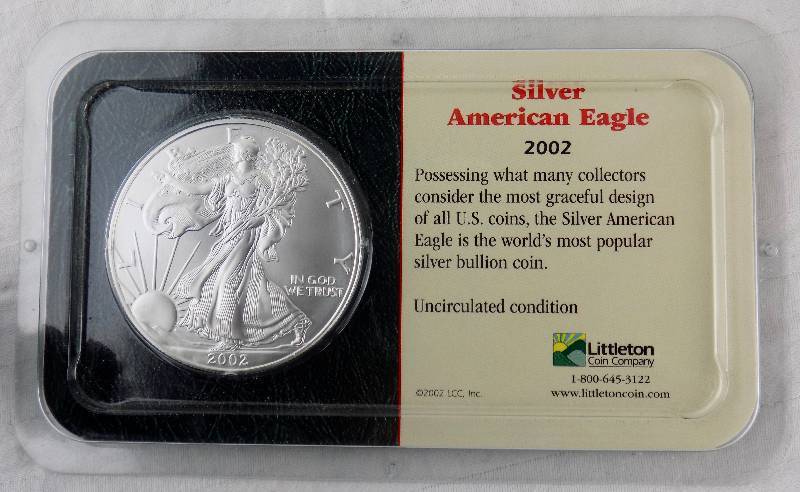 LIBERTY
IN GOD
WE TRUST
2002
Silver
American Eagle
2002
Possessing what many collectors
consider the most graceful design
of all U.S. coins, the Silver American
Eagle is the world's most popular
silver bullion coin.
Uncirculated condition
Littleton
Coin Company
1-800-645-3122
©2002 LCC, Inc.
www.littletoncoin.com